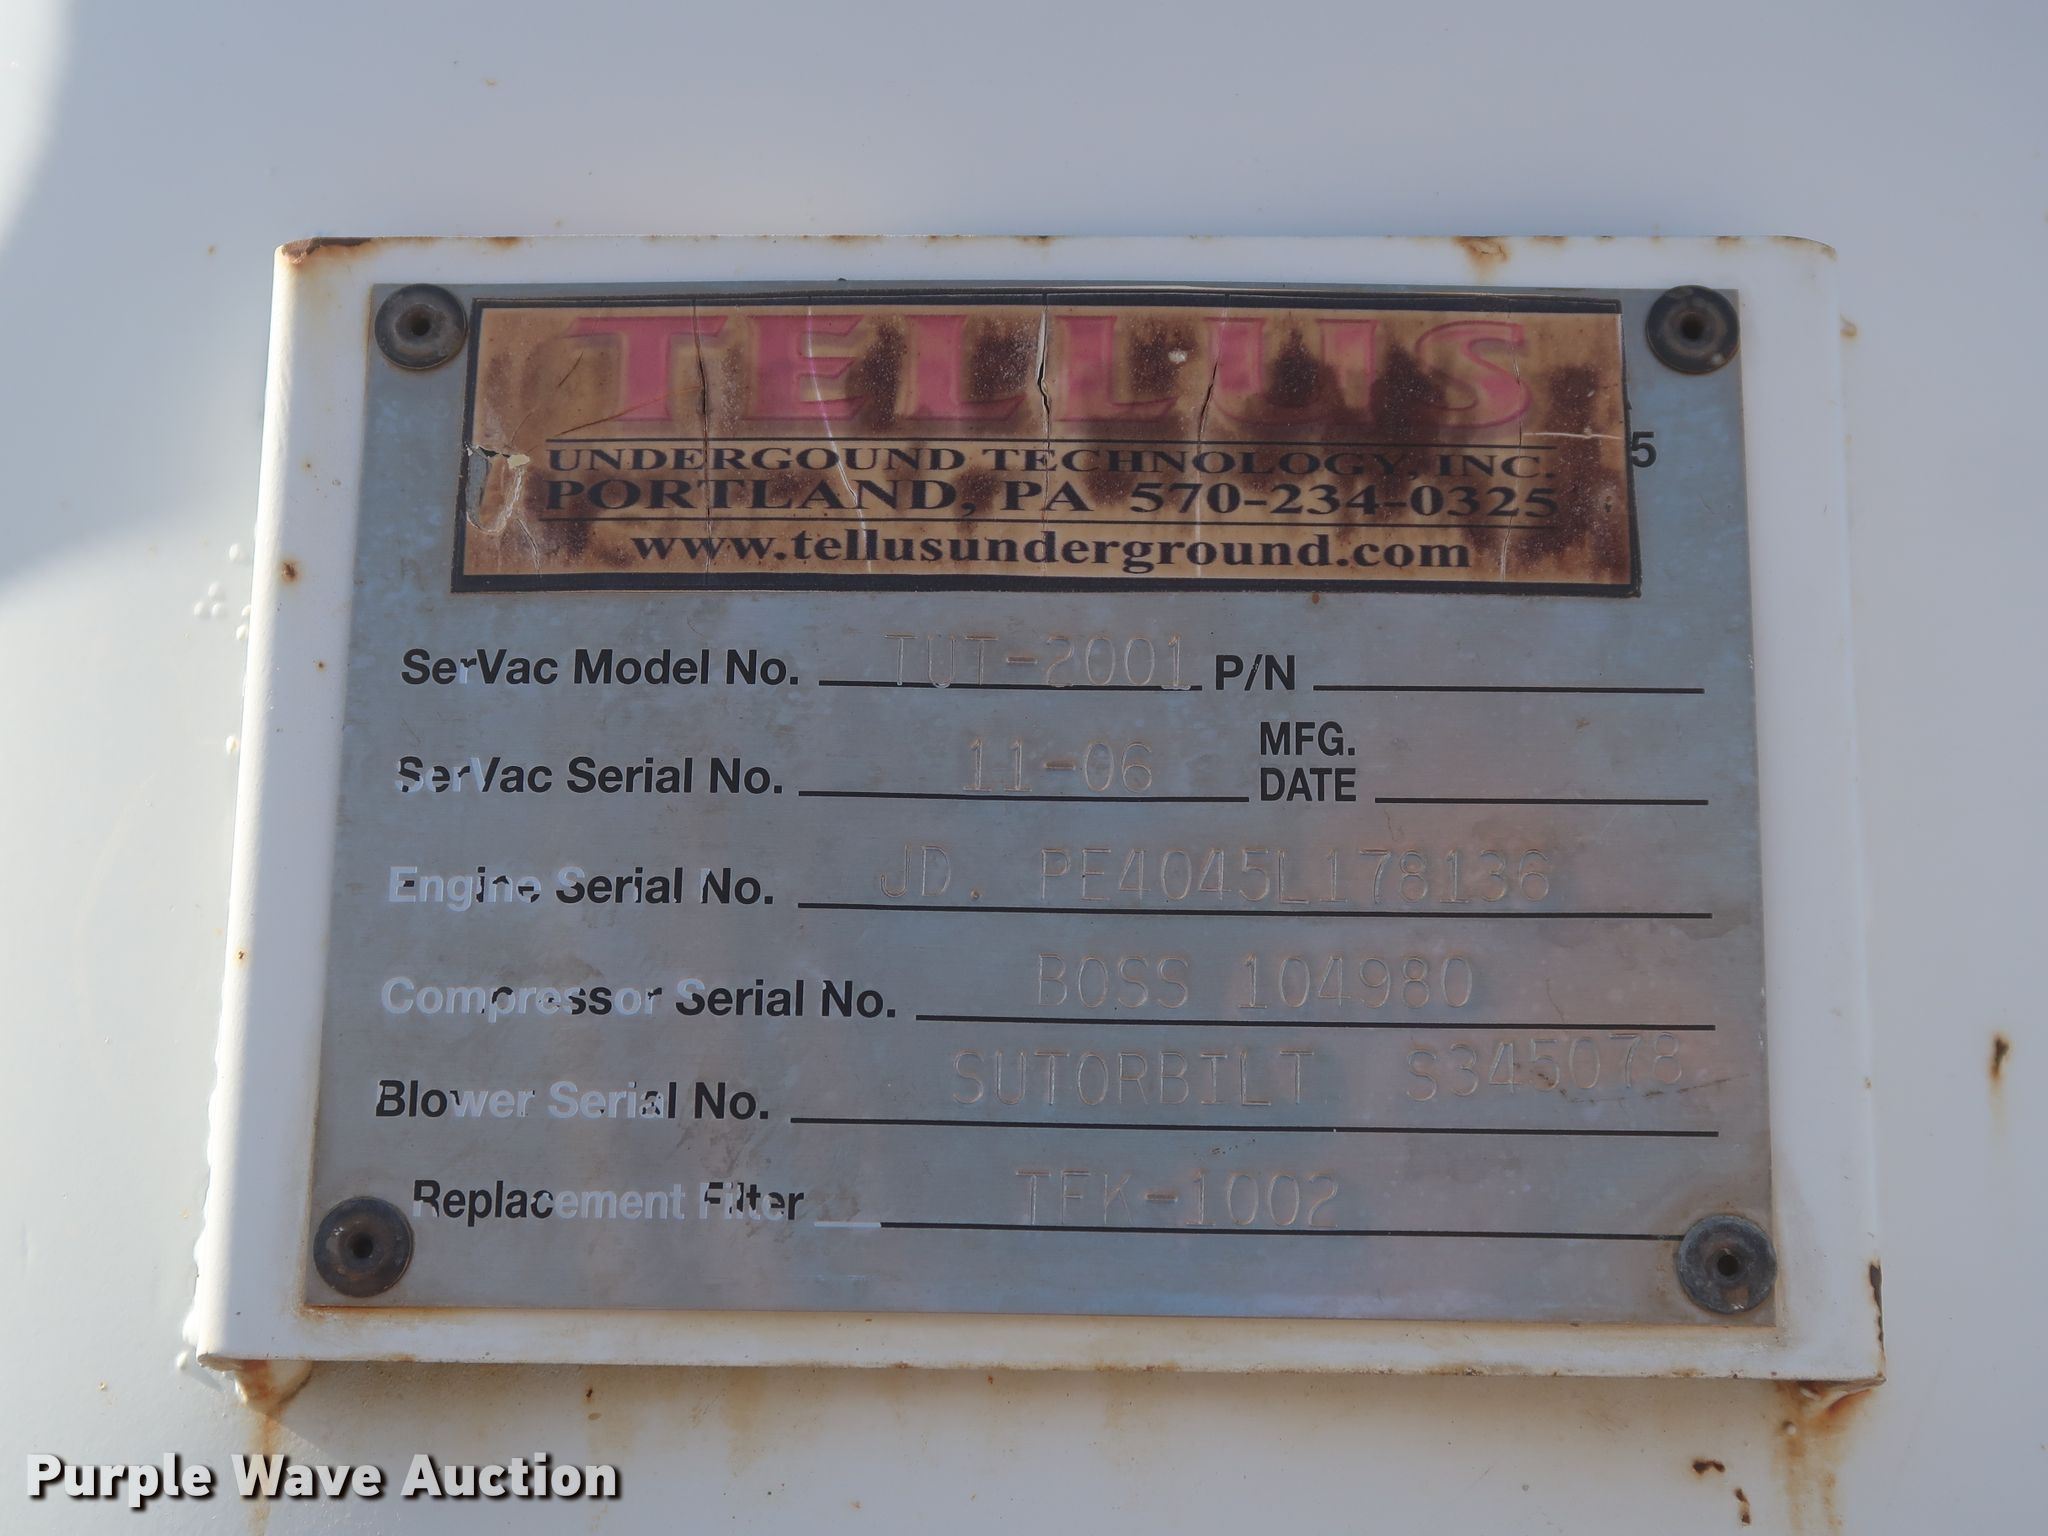 TELLUS
UNDERGOUND TECHNOLOGY, INC.
5
PORTLAND, PA 570-234-0325
www.tellusunderground.com
SerVac Model No. TUT-2001 P/N
SerVac Serial No. 11-06 MFG. DATE
Engine Serial No. JD. PE4045L178136
Compressor Serial No. BOSS 104980
Blower Serial No. SUTORBILT S345078
Replacement Filter TFK-1002
Purple Wave Auction